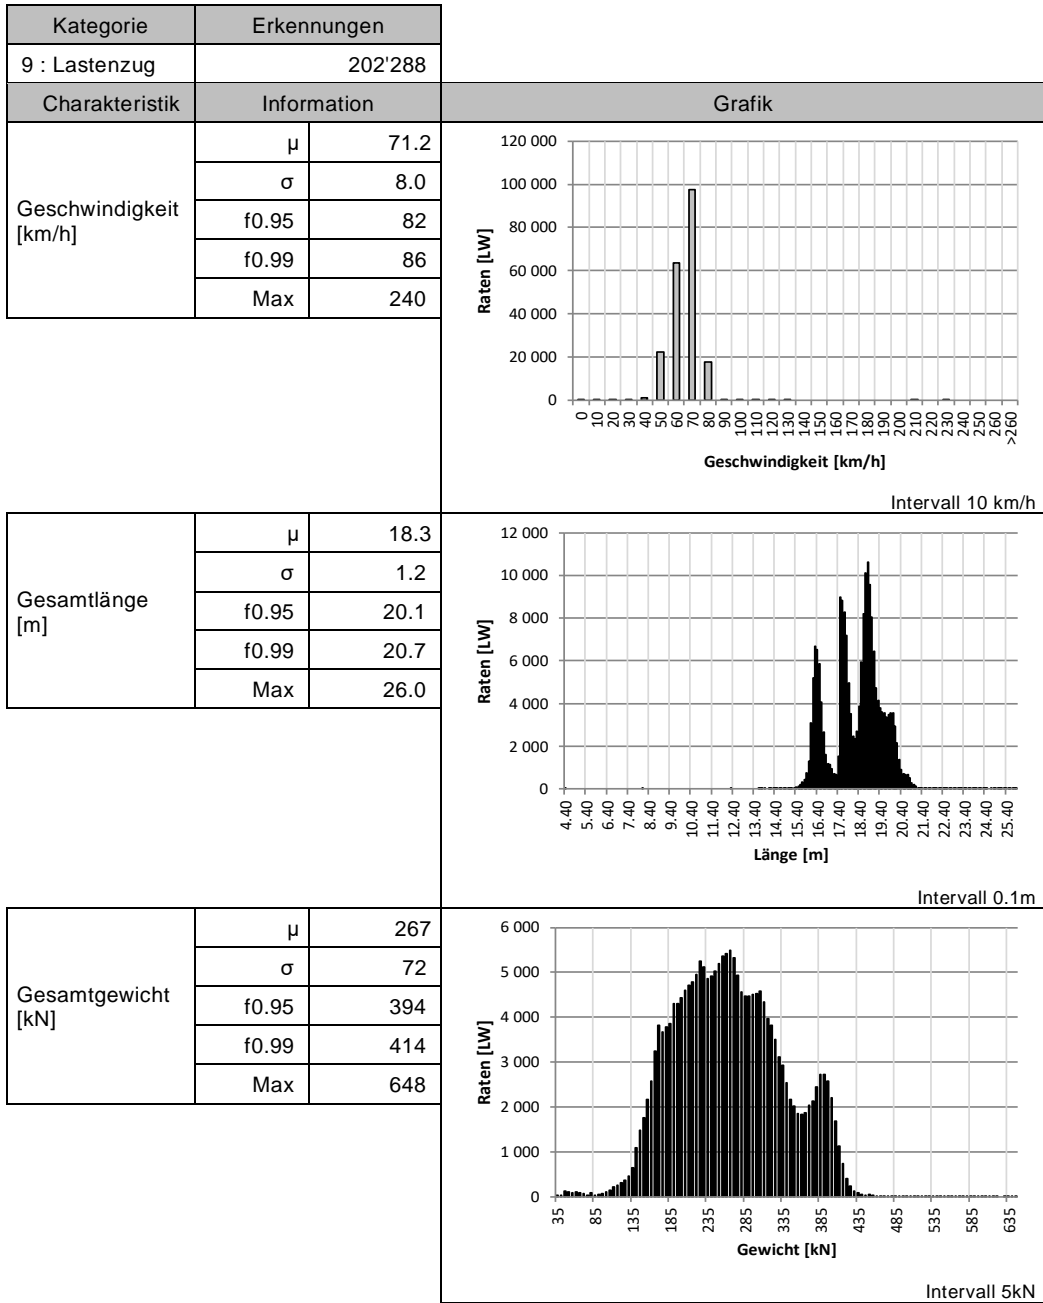 Kategorie Erkennungen
9 : Lastenzug 202'288
Charakteristik Information Grafik
Geschwindigkeit
[km/h]
µ 71.2
σ 8.0
f0.95 82
f0.99 86
Max 240
120 000
100 000
80 000
60 000
40 000
20 000
0
Raten [LW]
0 10 20 30 40 50 60 70 80 90 100 110 120 130 140 150 160 170 180 190 200 210 220 230 240 250 260 >260
Geschwindigkeit [km/h]
Intervall 10 km/h
Gesamtlänge
[m]
µ 18.3
σ 1.2
f0.95 20.1
f0.99 20.7
Max 26.0
12 000
10 000
8 000
6 000
4 000
2 000
0
Raten [LW]
4.40 5.40 6.40 7.40 8.40 9.40 10.40 11.40 12.40 13.40 14.40 15.40 16.40 17.40 18.40 19.40 20.40 21.40 22.40 23.40 24.40 25.40
Länge [m]
Intervall 0.1m
Gesamtgewicht
[kN]
µ 267
σ 72
f0.95 394
f0.99 414
Max 648
6 000
5 000
4 000
3 000
2 000
1 000
0
Raten [LW]
35 85 135 185 235 285 335 385 435 485 535 585 635
Gewicht [kN]
Intervall 5kN